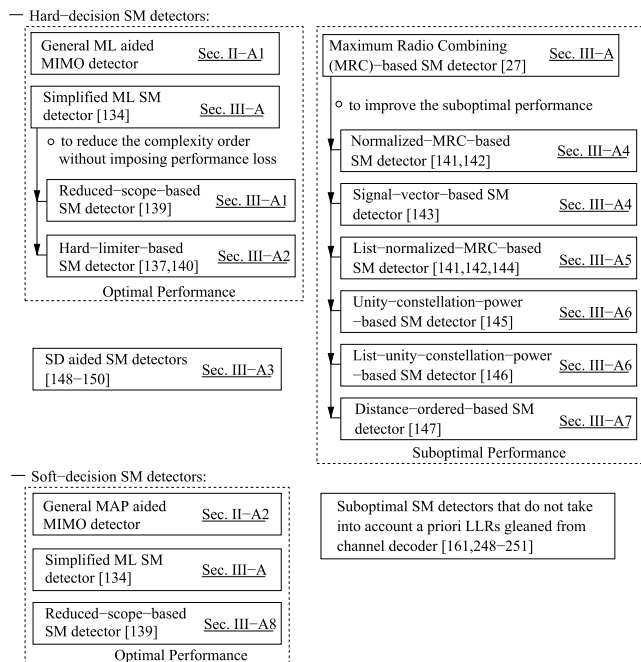 — Hard−decision SM detectors:
General ML aided
MIMO detector
Sec. II−A1
Simplified ML SM
detector [134]
Sec. III−A
to reduce the complexity order
without imposing performance loss
Reduced−scope−based
SM detector [139]
Sec. III−A1
Hard−limiter−based
SM detector [137,140]
Sec. III−A2
Optimal Performance
SD aided SM detectors
[148−150]
Sec. III−A3
Maximum Radio Combining
(MRC)−based SM detector [27]
Sec. III−A
to improve the suboptimal performance
Normalized−MRC−based
SM detector [141,142]
Sec. III−A4
Signal−vector−based SM
detector [143]
Sec. III−A4
List−normalized−MRC−based
SM detector [141,142,144]
Sec. III−A5
Unity−constellation−power
−based SM detector [145]
Sec. III−A6
List−unity−constellation−power
−based SM detector [146]
Sec. III−A6
Distance−ordered−based SM
detector [147]
Sec. III−A7
Suboptimal Performance
— Soft−decision SM detectors:
General MAP aided
MIMO detector
Sec. II−A2
Simplified ML SM
detector [134]
Sec. III−A
Reduced−scope−based
SM detector [139]
Sec. III−A8
Optimal Performance
Suboptimal SM detectors that do not take
into account a priori LLRs gleaned from
channel decoder [161,248−251]